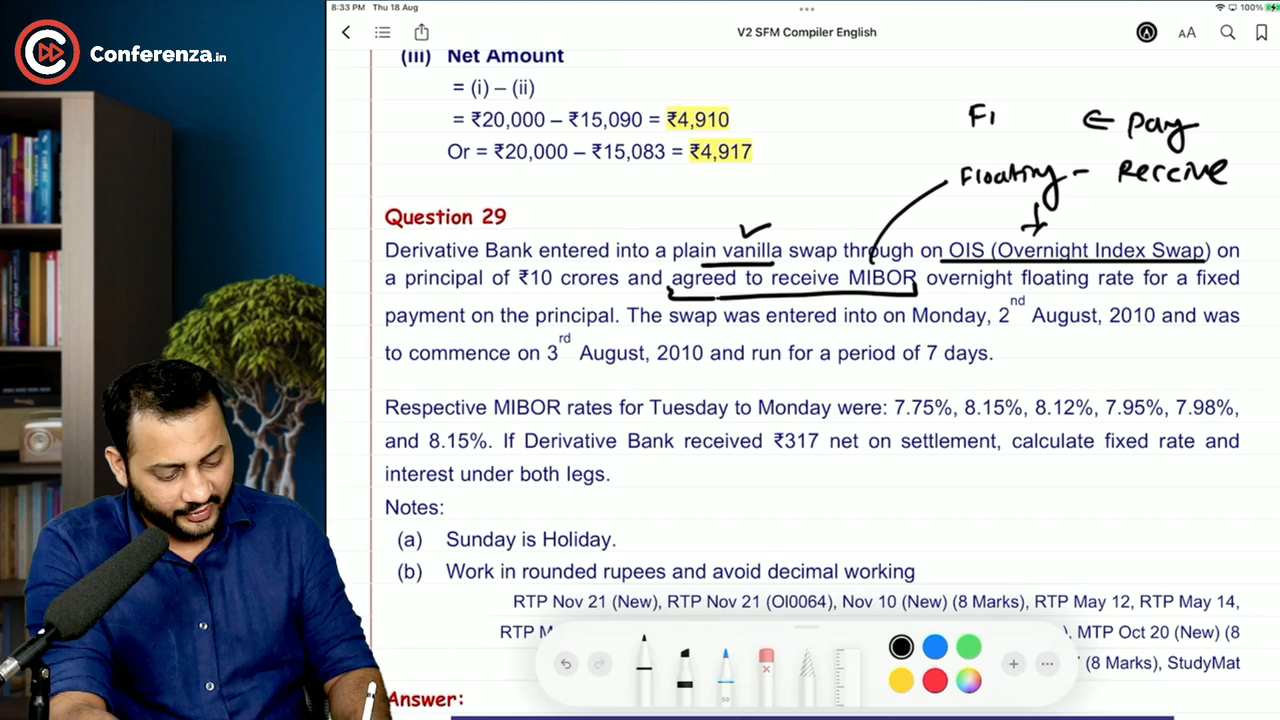 8:33 PM Thu 18 Aug
100%
V2 SFM Compiler English
AA
Conferenza.in
(iii) Net Amount
= (i) – (ii)
= ₹20,000 – ₹15,090 = ₹4,910
Or = ₹20,000 – ₹15,083 = ₹4,917
Fi ← Pay
Floating - Receive
Question 29
Derivative Bank entered into a plain vanilla swap through on OIS (Overnight Index Swap) on
a principal of ₹10 crores and agreed to receive MIBOR overnight floating rate for a fixed
payment on the principal. The swap was entered into on Monday, 2nd August, 2010 and was
to commence on 3rd August, 2010 and run for a period of 7 days.
Respective MIBOR rates for Tuesday to Monday were: 7.75%, 8.15%, 8.12%, 7.95%, 7.98%,
and 8.15%. If Derivative Bank received ₹317 net on settlement, calculate fixed rate and
interest under both legs.
Notes:
(a) Sunday is Holiday.
(b) Work in rounded rupees and avoid decimal working
RTP Nov 21 (New), RTP Nov 21 (Ol0064), Nov 10 (New) (8 Marks), RTP May 12, RTP May 14,
RTP M ), MTP Oct 20 (New) (8
(8 Marks), StudyMat
Answer: